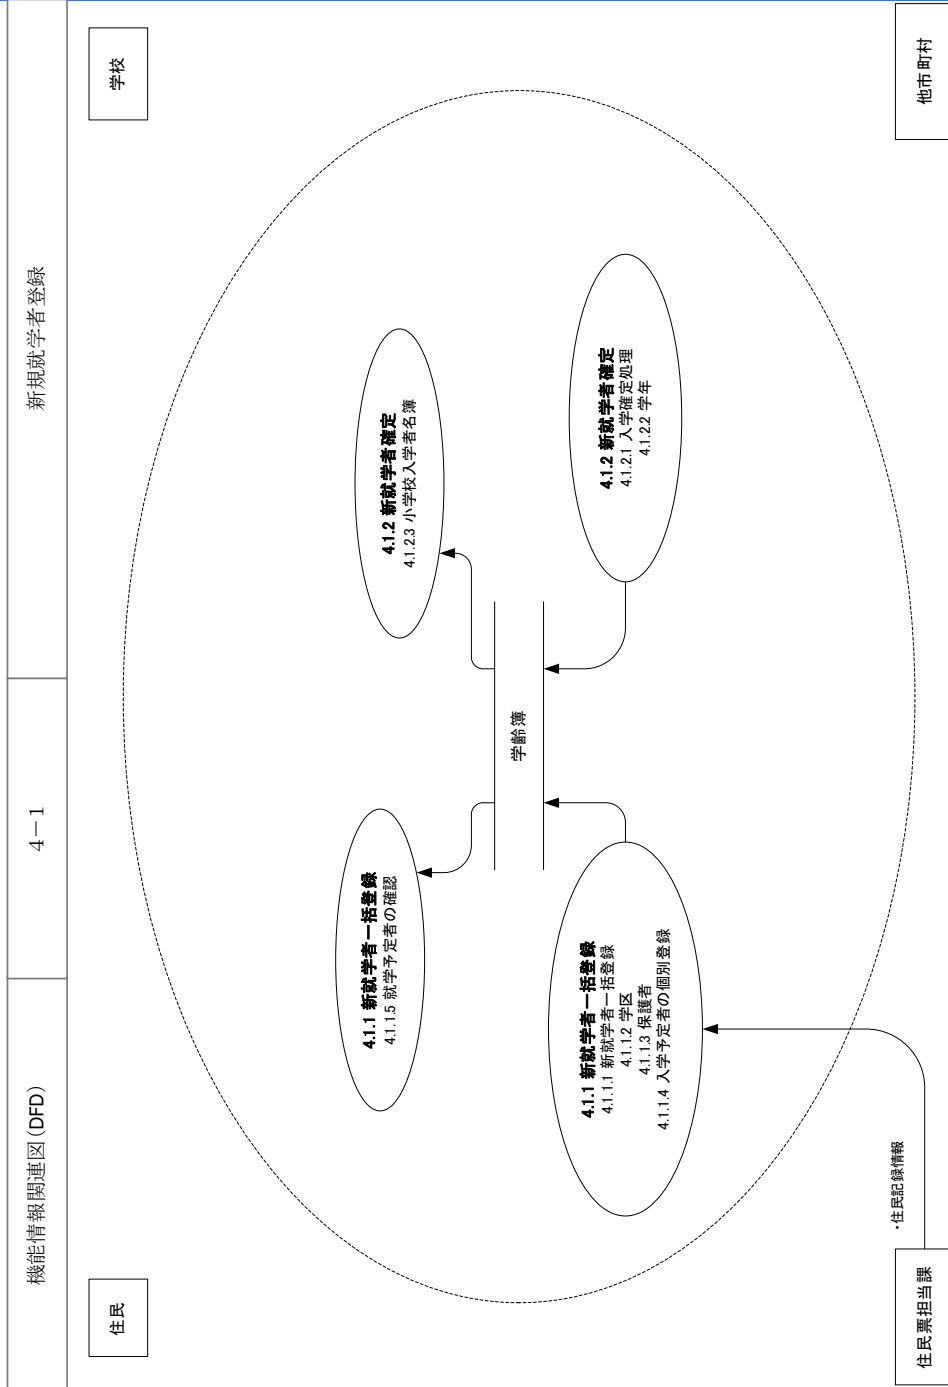 機能情報関連図(DFD)
4－1
新規就学者登録
住民
学校
4.1.1 新就学者一括登録
4.1.1.5 就学予定者の確認
4.1.2 新就学者確定
4.1.2.3 小学校入学者名簿
学齢簿
4.1.1 新就学者一括登録
4.1.1.1 新就学者一括登録
4.1.1.2 学区
4.1.1.3 保護者
4.1.1.4 入学予定者の個別登録
4.1.2 新就学者確定
4.1.2.1 入学確定処理
4.1.2.2 学年
・住民記録情報
住民票担当課
他市町村